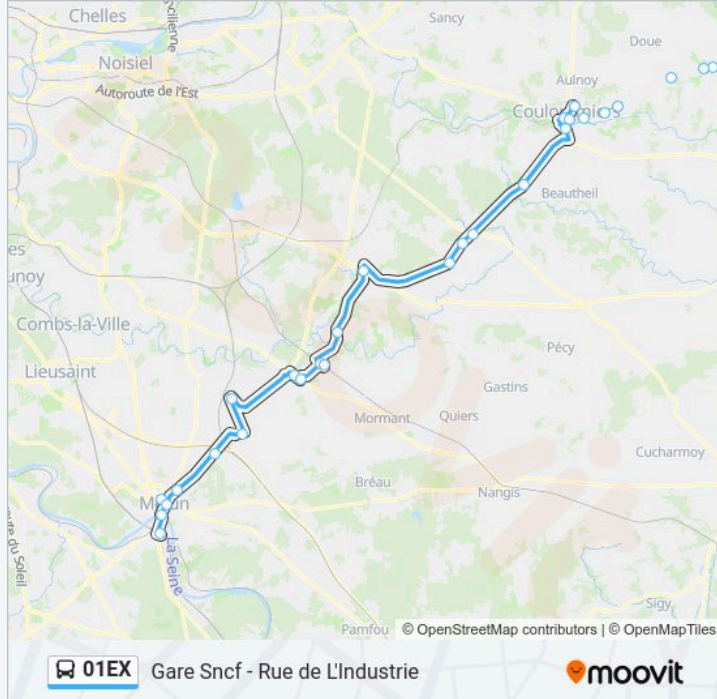 Sancy
Chelles
Doue
Noisiel
Aulnoy
Autoroute de l'Est
Beautheil
Combs-la-Ville
Pécy
Lieusaint
Gastins
Mormant
Quiers
Cucharmoy
Bréau
Nangis
La Seine
Sigy
Pamfou
© OpenStreetMap contributors | © OpenMapTiles
01EX
Gare Sncf - Rue de L'Industrie
moovit